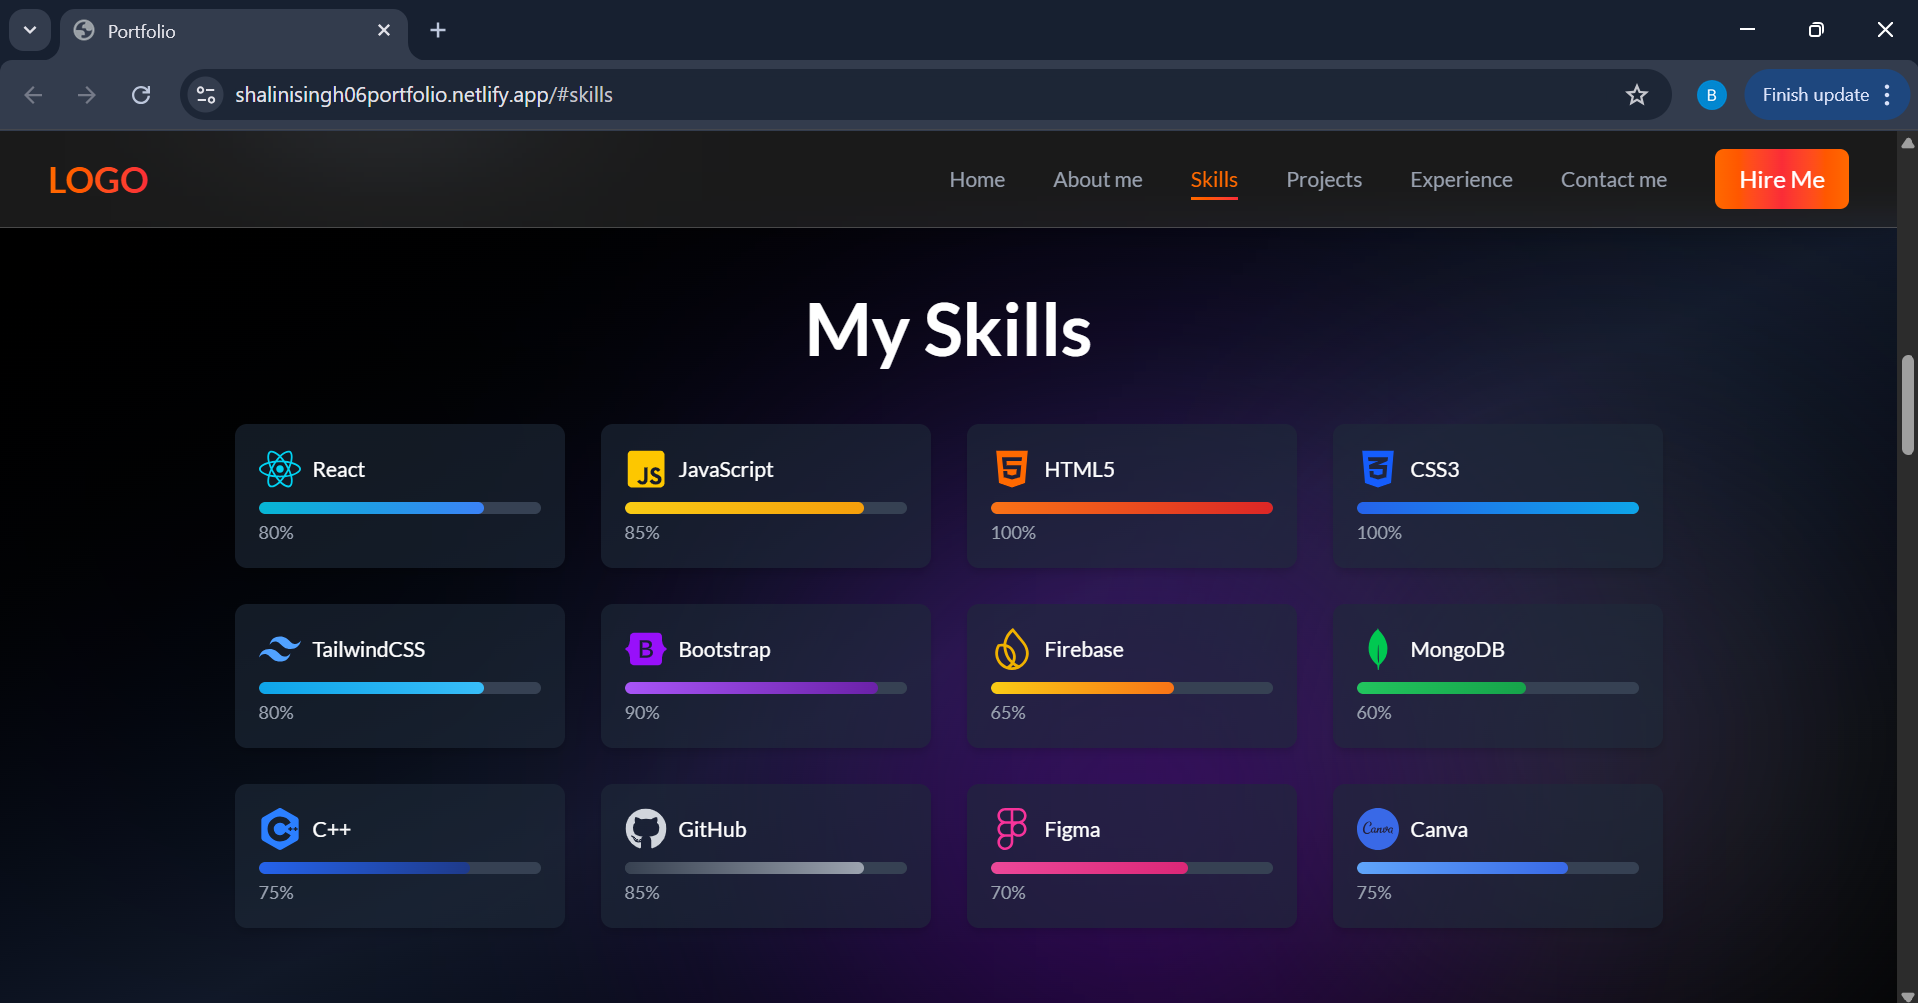 Portfolio
shalinisingh06portfolio.netlify.app/#skills
B
Finish update
LOGO
Home About me Skills Projects Experience Contact me Hire Me
My Skills
React
80%
JS JavaScript
85%
HTML5
100%
CSS3
100%
TailwindCSS
80%
B Bootstrap
90%
Firebase
65%
MongoDB
60%
C++
75%
GitHub
85%
Figma
70%
Canva Canva
75%